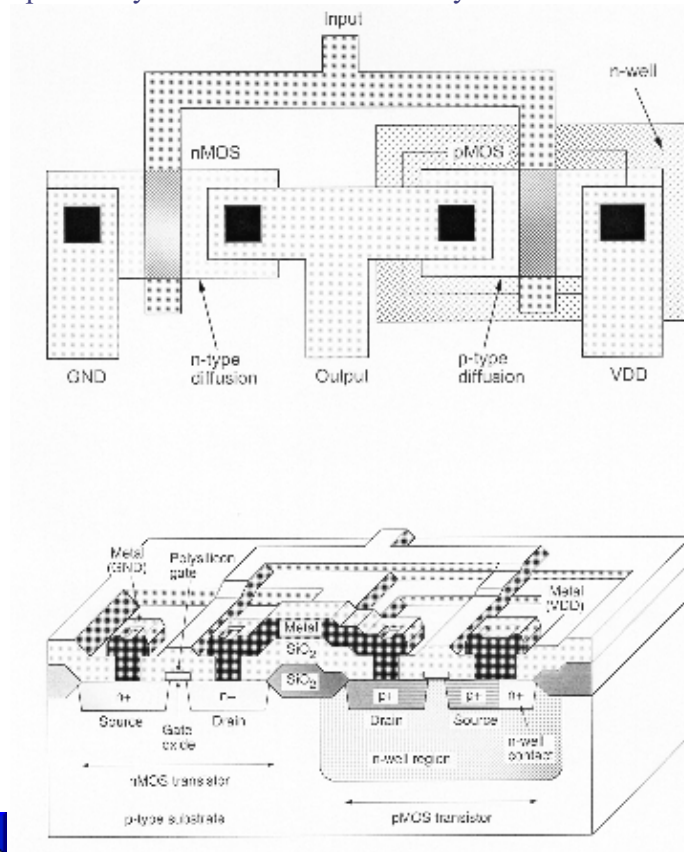 Input
n-well
nMOS
pMOS
n-type
diffusion
p-type
diffusion
GND
Output
VDD
Metal
(GND)
Polysilicon
gate
Metal
(VDD)
Metal
SiO2
SiO2
n+
p+
p+
n+
Source
Gate
oxide
Drain
Drain
Source
n-well
contact
n-well region
nMOS transistor
pMOS transistor
p-type substrate